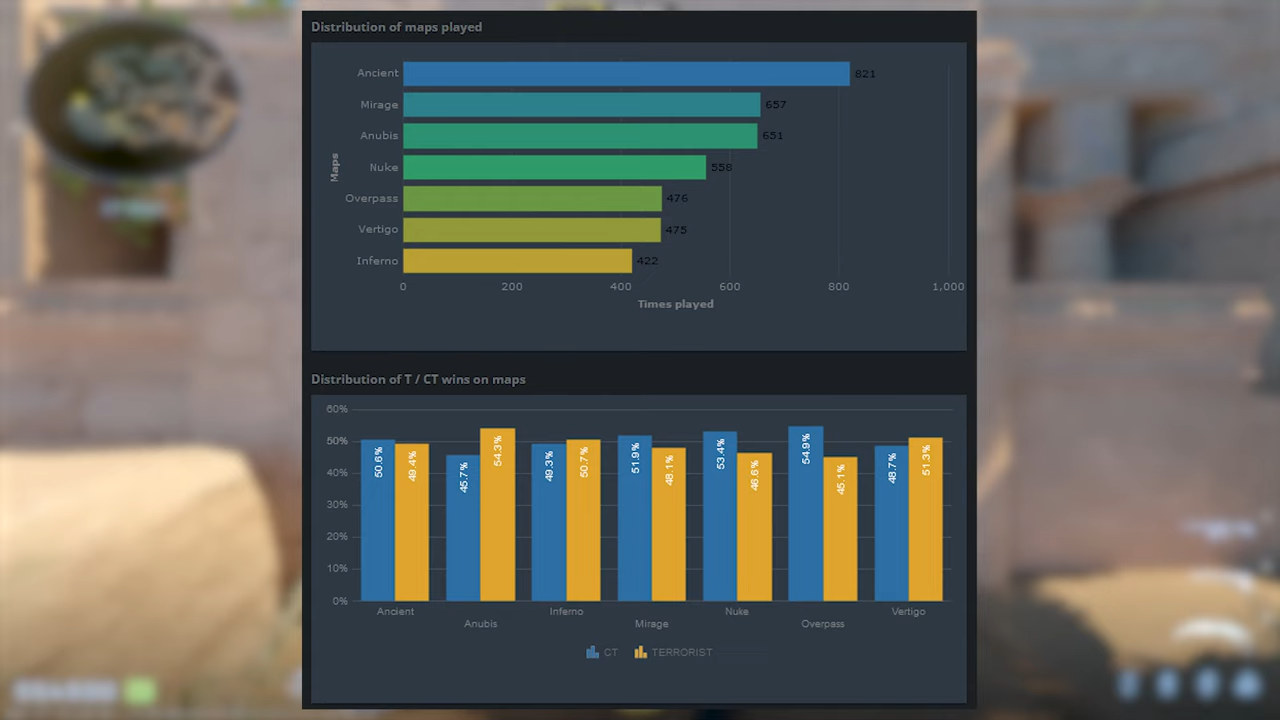 Distribution of maps played
Maps
Ancient 821
Mirage 657
Anubis 651
Nuke 558
Overpass 476
Vertigo 475
Inferno 422
0 200 400 600 800 1,000
Times played
Distribution of T / CT wins on maps
60%
50%
40%
30%
20%
10%
0%
50.6% 49.4% 45.7% 54.3% 49.3% 50.7% 51.9% 48.1% 53.4% 46.6% 54.9% 45.1% 48.7% 51.3%
Ancient Inferno Nuke Vertigo
Anubis Mirage Overpass
CT TERRORIST